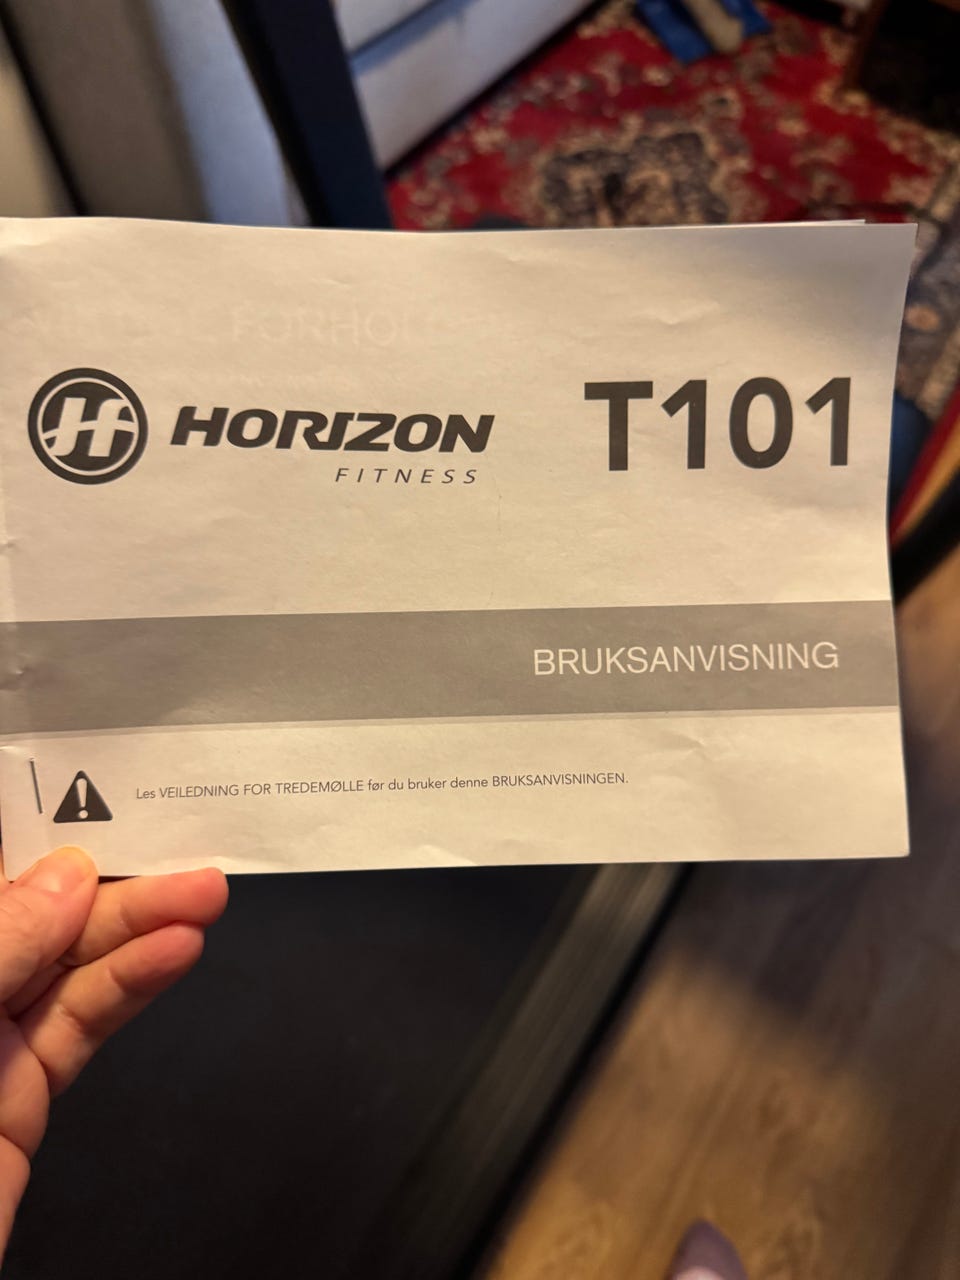 HORIZON
FITNESS
T101
BRUKSANVISNING
Les VEILEDNING FOR TREDEMØLLE før du bruker denne BRUKSANVISNINGEN.